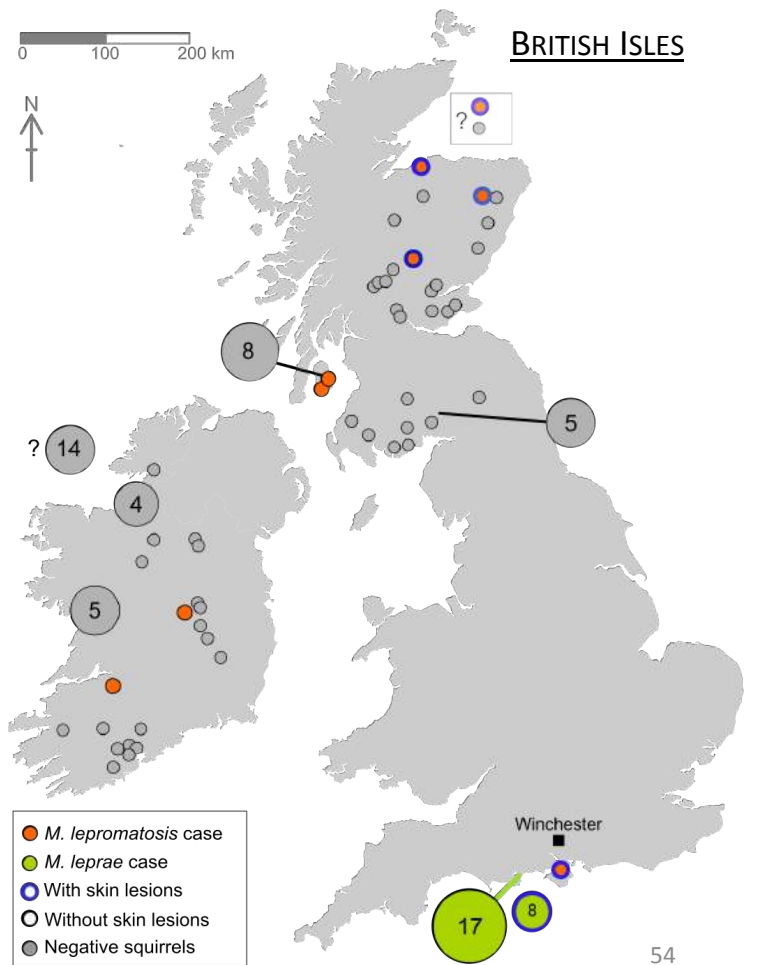 BRITISH ISLES
0 100 200 km
N
?
8
5
? 14
4
5
Winchester
17
8
M. lepromatosis case
M. leprae case
With skin lesions
Without skin lesions
Negative squirrels
54